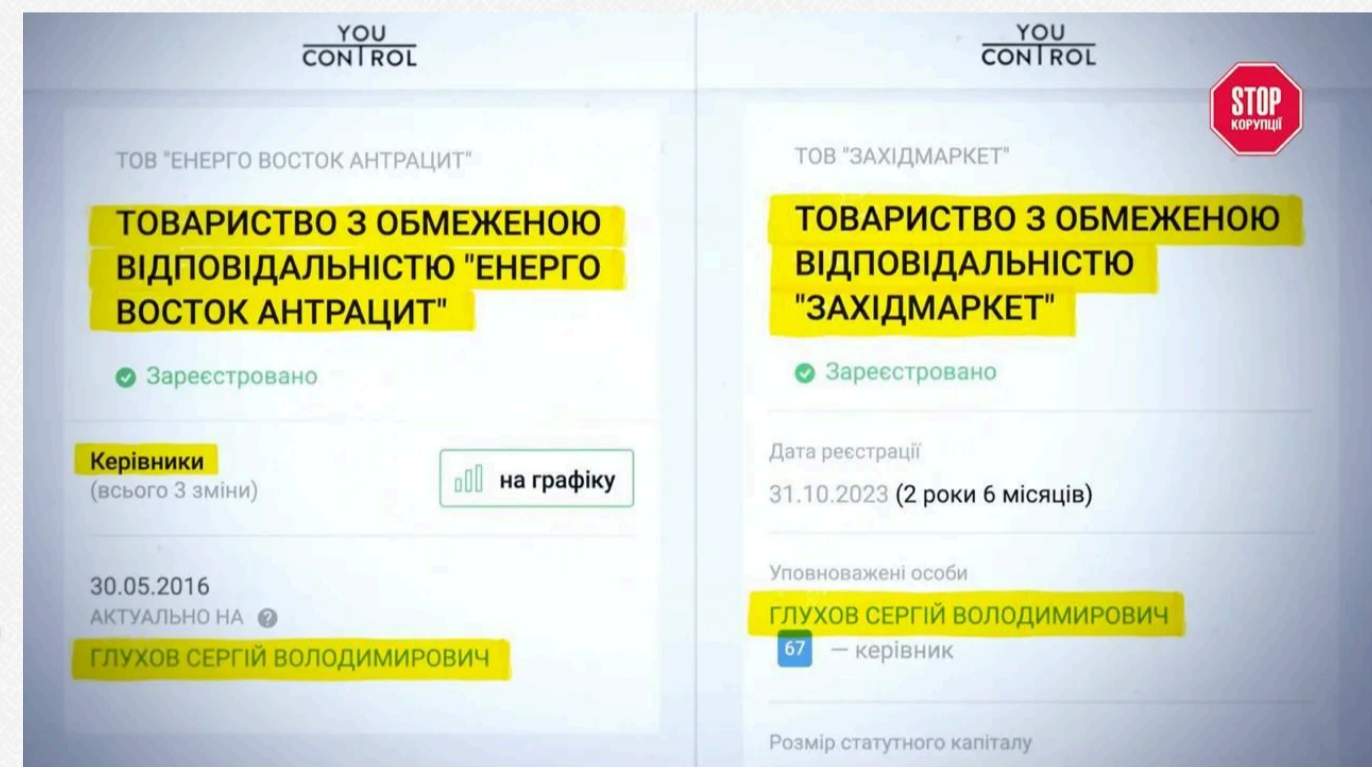 YOU
CONTROL
ТОВ "ЕНЕРГО ВОСТОК АНТРАЦИТ"
ТОВАРИСТВО З ОБМЕЖЕНОЮ
ВІДПОВІДАЛЬНІСТЮ "ЕНЕРГО
ВОСТОК АНТРАЦИТ"
Зареєстровано
Керівники
(всього 3 зміни)
на графіку
30.05.2016
АКТУАЛЬНО НА ?
ГЛУХОВ СЕРГІЙ ВОЛОДИМИРОВИЧ
YOU
CONTROL
STOP
КОРУПЦІЇ
ТОВ "ЗАХІДМАРКЕТ"
ТОВАРИСТВО З ОБМЕЖЕНОЮ
ВІДПОВІДАЛЬНІСТЮ
"ЗАХІДМАРКЕТ"
Зареєстровано
Дата реєстрації
31.10.2023 (2 роки 6 місяців)
Уповноважені особи
ГЛУХОВ СЕРГІЙ ВОЛОДИМИРОВИЧ
67 — керівник
Розмір статутного капіталу